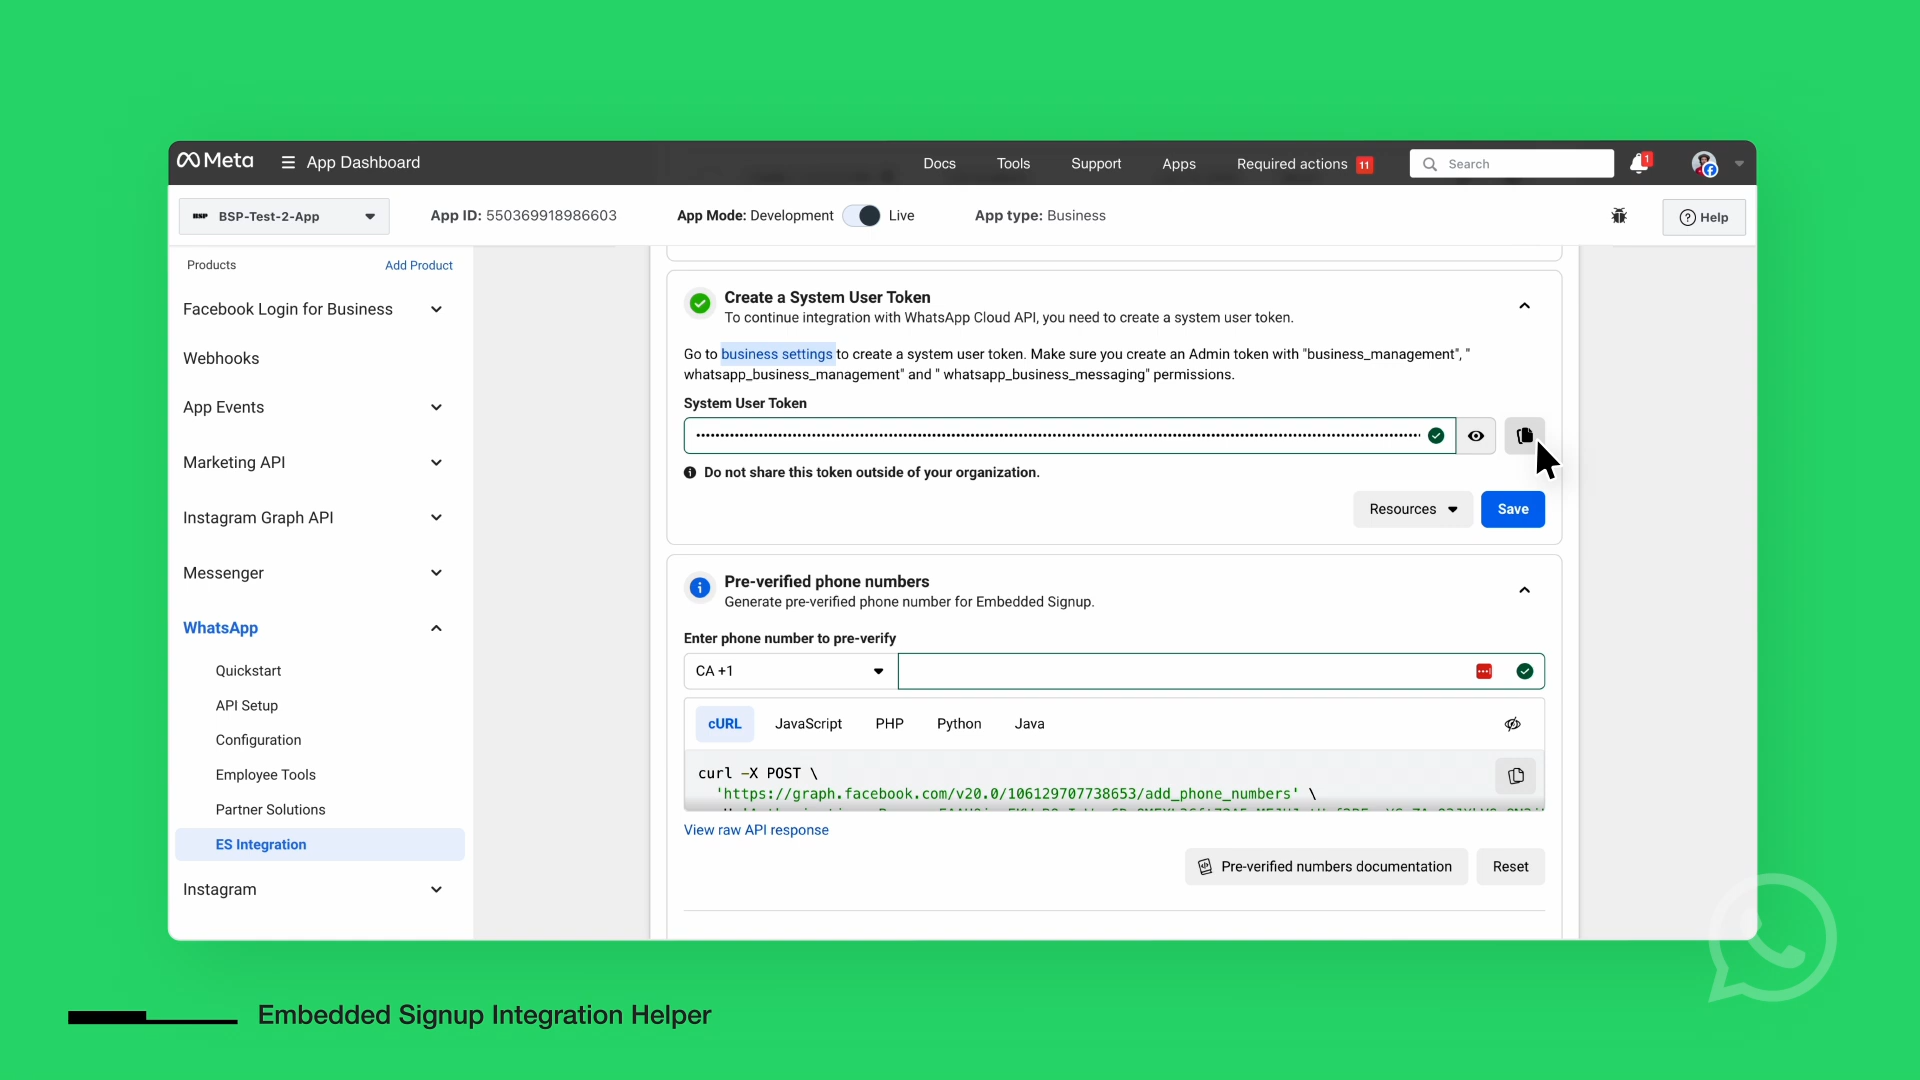 Meta
App Dashboard
Docs
Tools
Support
Apps
Required actions 11
Search
1
BSP BSP-Test-2-App
App ID: 550369918986603
App Mode: Development
Live
App type: Business
Help
Products
Add Product
Facebook Login for Business
Webhooks
App Events
Marketing API
Instagram Graph API
Messenger
WhatsApp
Quickstart
API Setup
Configuration
Employee Tools
Partner Solutions
ES Integration
Instagram
Create a System User Token
To continue integration with WhatsApp Cloud API, you need to create a system user token.
Go to business settings to create a system user token. Make sure you create an Admin token with "business_management", "
whatsapp_business_management" and " whatsapp_business_messaging" permissions.
System User Token
Do not share this token outside of your organization.
Resources
Save
Pre-verified phone numbers
Generate pre-verified phone number for Embedded Signup.
Enter phone number to pre-verify
CA +1
cURL
JavaScript
PHP
Python
Java
curl -X POST \
'https://graph.facebook.com/v20.0/106129707738653/add_phone_numbers' \
View raw API response
Pre-verified numbers documentation
Reset
Embedded Signup Integration Helper